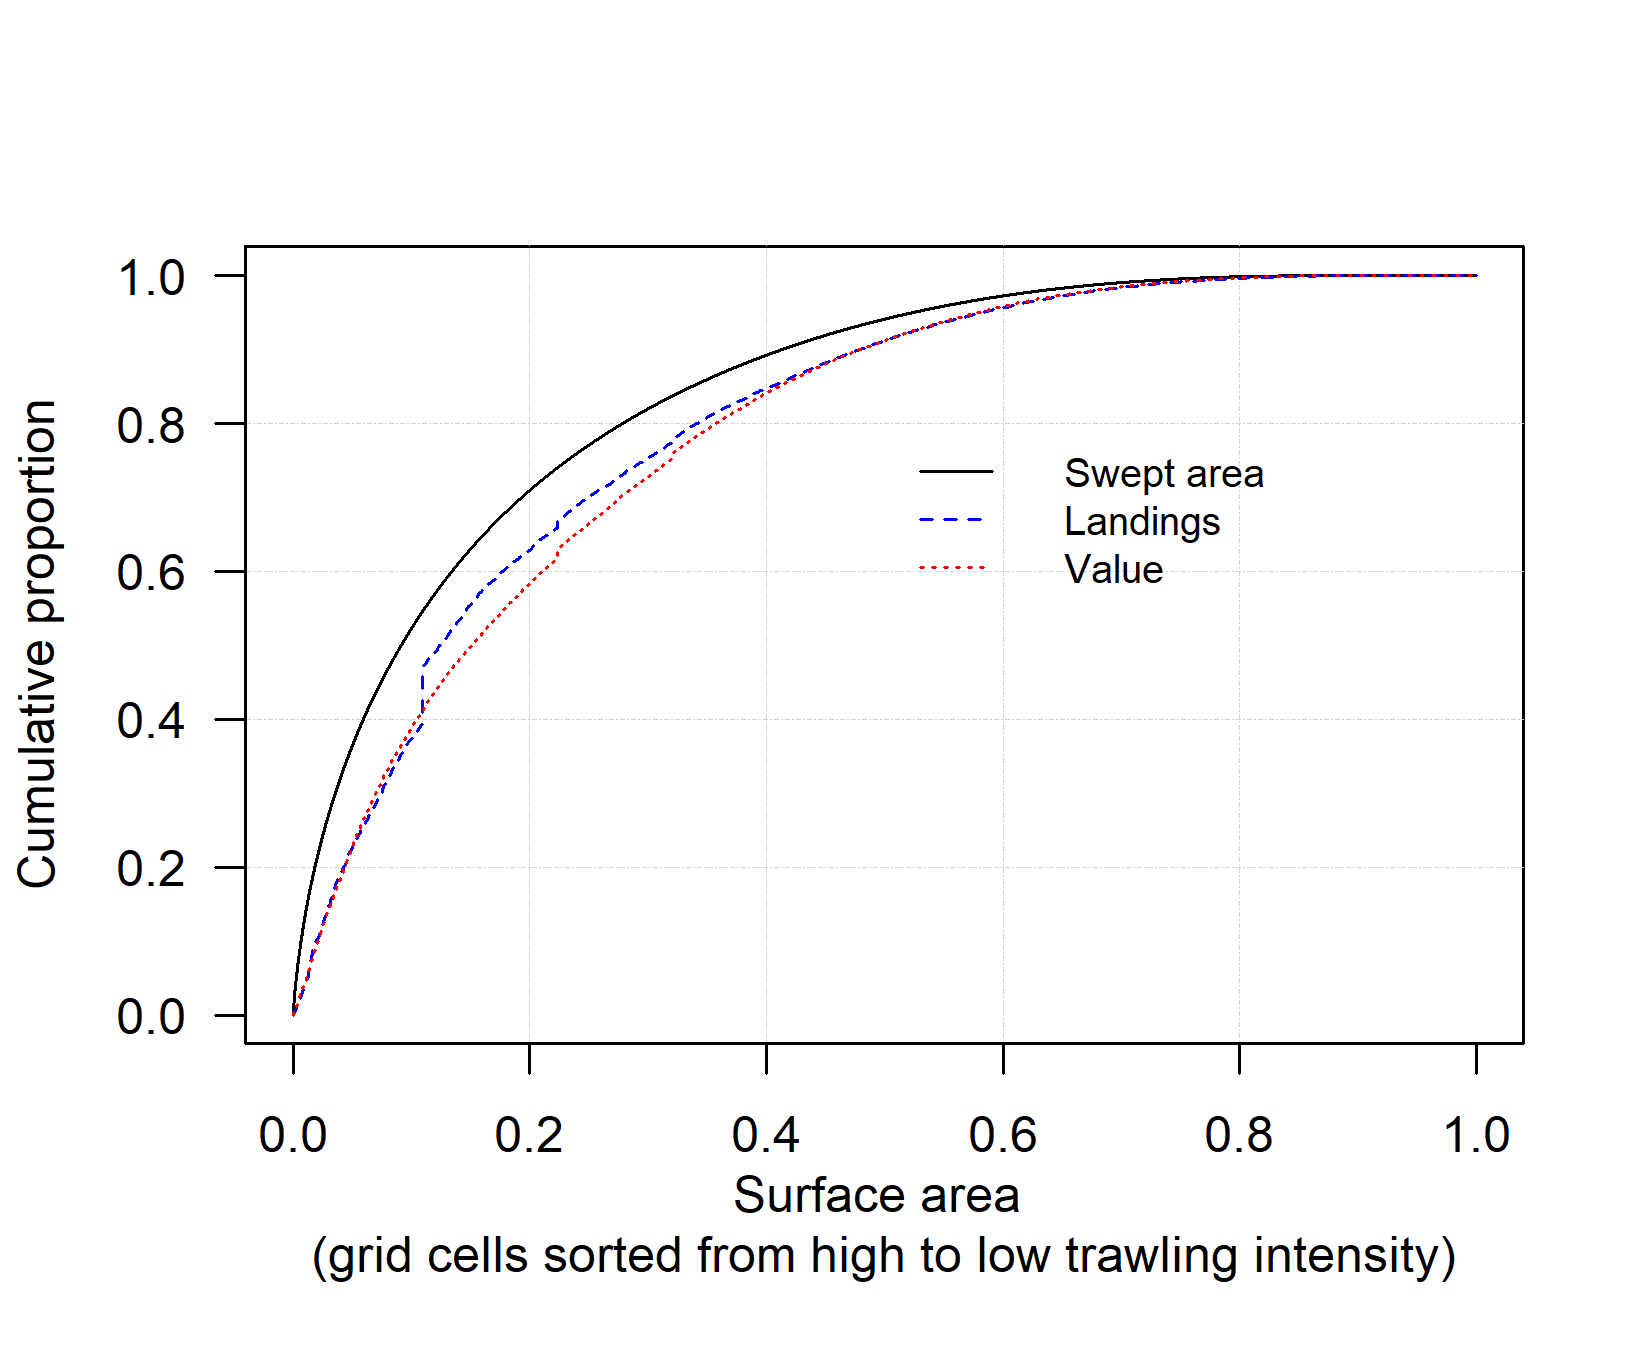 Cumulative proportion
1.0
0.8
0.6
0.4
0.2
0.0
Swept area
Landings
Value
0.0 0.2 0.4 0.6 0.8 1.0
Surface area
(grid cells sorted from high to low trawling intensity)